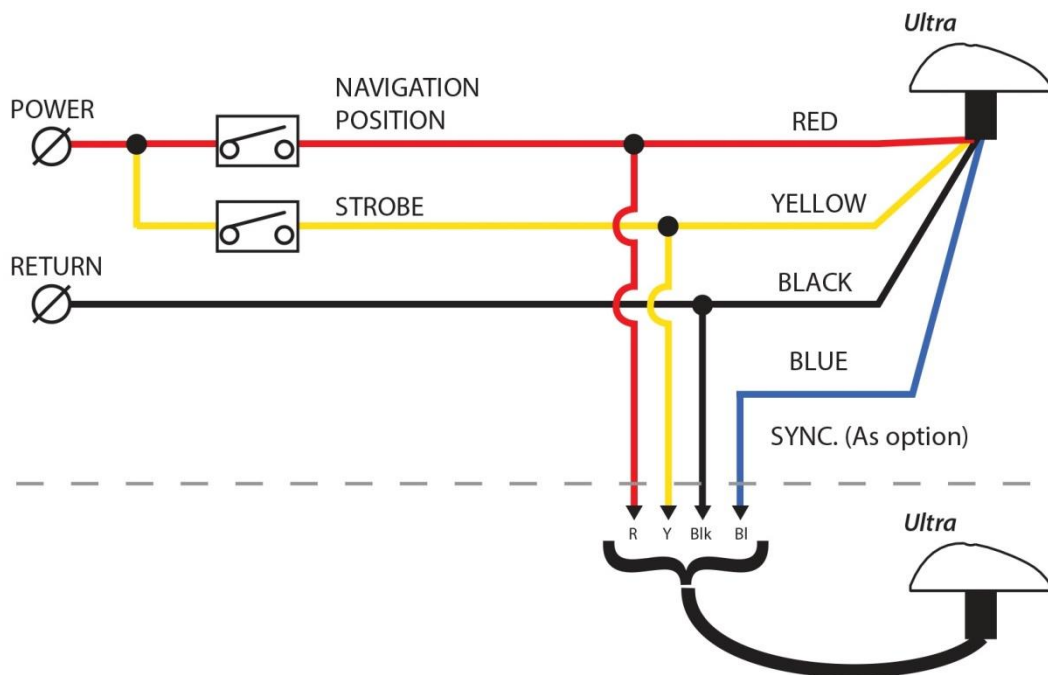 Ultra
NAVIGATION
POSITION
POWER
RED
STROBE
YELLOW
RETURN
BLACK
BLUE
SYNC. (As option)
R Y Blk Bl
Ultra